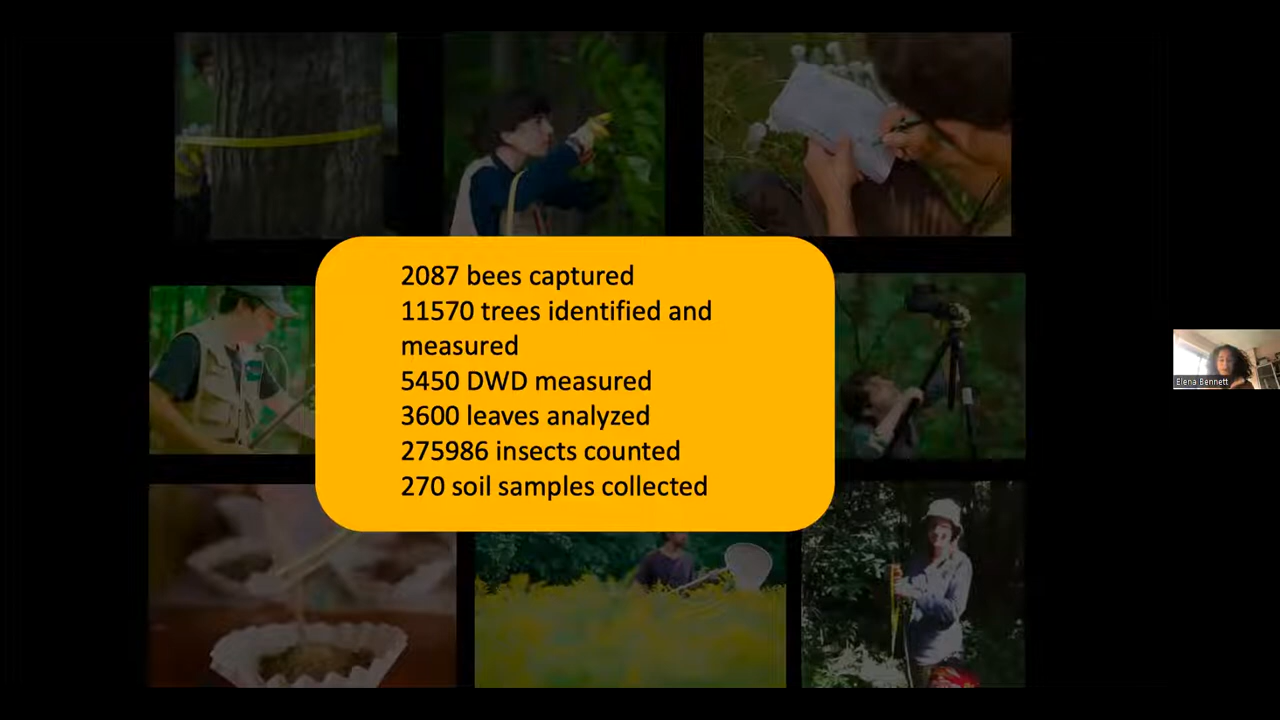 2087 bees captured
11570 trees identified and
measured
5450 DWD measured
3600 leaves analyzed
275986 insects counted
270 soil samples collected
Elena Bennett